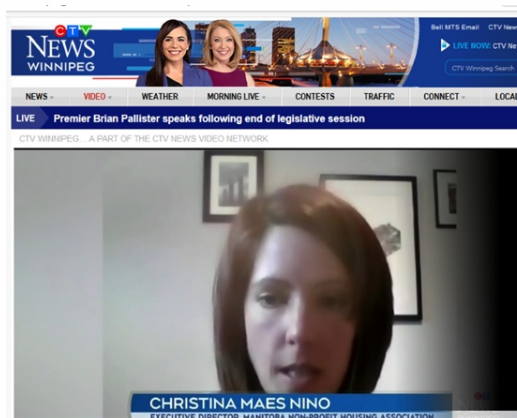 CTV
NEWS
WINNIPEG
Bell MTS Email CTV New
LIVE NOW: CTV Ne
CTV Winnipeg Search
NEWS VIDEO WEATHER MORNING LIVE CONTESTS TRAFFIC CONNECT LOCAL
LIVE Premier Brian Pallister speaks following end of legislative session
CTV WINNIPEG... A PART OF THE CTV NEWS VIDEO NETWORK
CHRISTINA MAES NINO
EXECUTIVE DIRECTOR, MANITOBA NON-PROFIT HOUSING ASSOCIATION